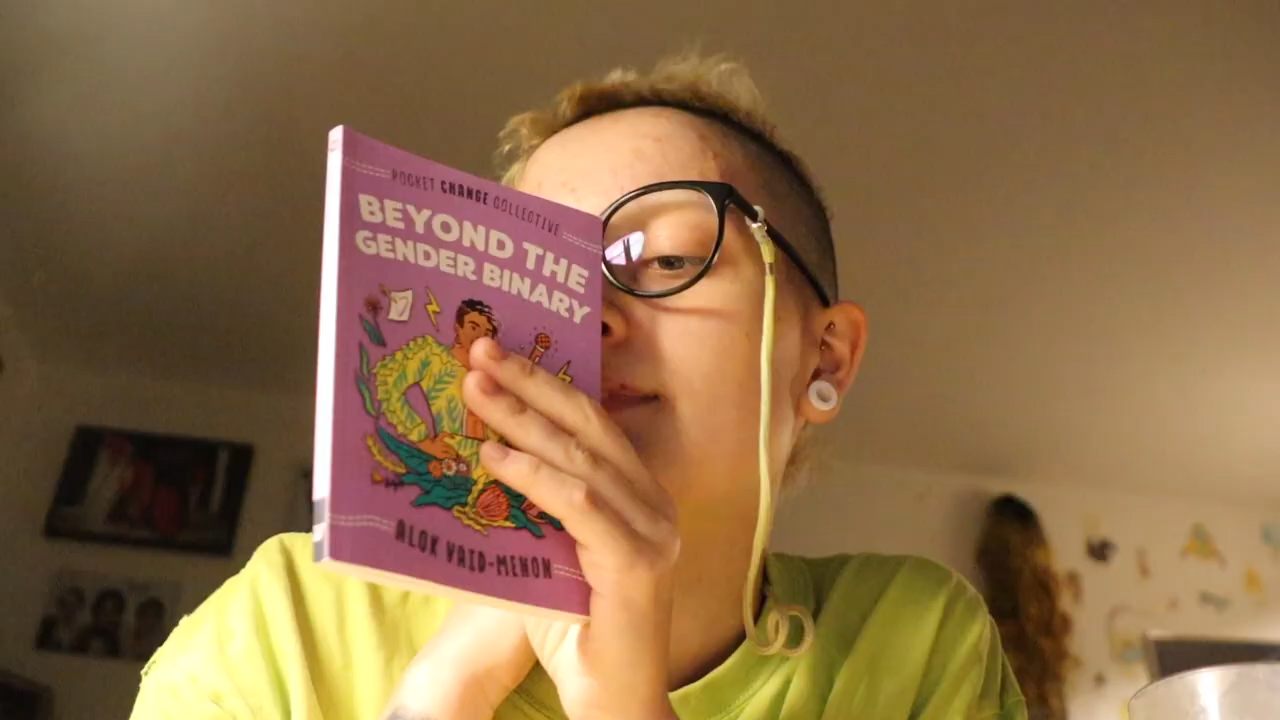 POCKET CHANGE COLLECTIVE
BEYOND THE
GENDER BINARY
ALOK VAID-MENON